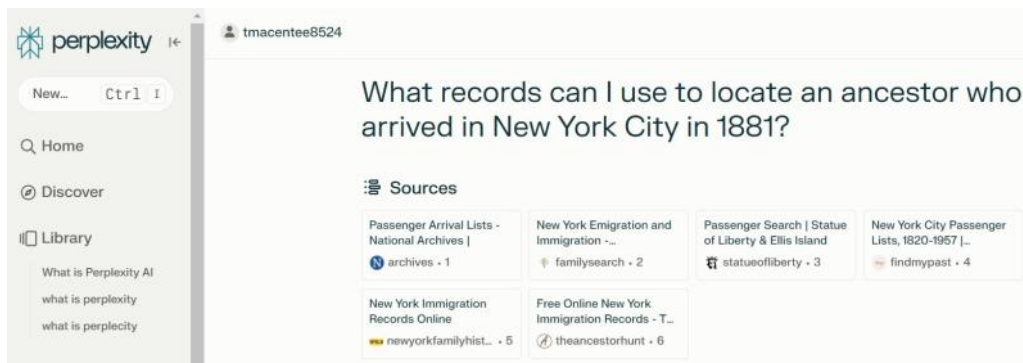 perplexity
tmacentee8524
New... Ctrl I
Home
Discover
Library
What is Perplexity AI
what is perplexity
what is perplecity
What records can I use to locate an ancestor who
arrived in New York City in 1881?
Sources
Passenger Arrival Lists -
National Archives |
archives • 1
New York Emigration and
Immigration -...
familysearch • 2
Passenger Search | Statue
of Liberty & Ellis Island
statueofliberty • 3
New York City Passenger
Lists, 1820-1957 |...
findmypast • 4
New York Immigration
Records Online
newyorkfamilyhist... • 5
Free Online New York
Immigration Records - T...
theancestorhunt • 6